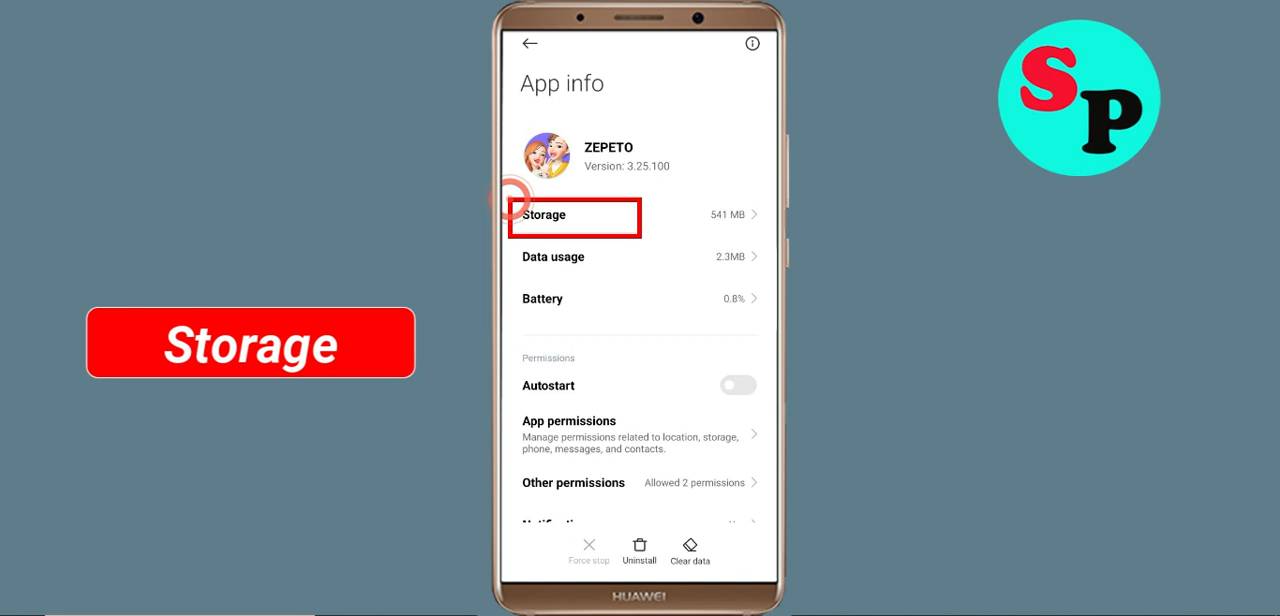 App info
ZEPETO
Version: 3.25.100
Storage 541 MB
Data usage 2.3MB
Battery 0.8%
Permissions
Autostart
App permissions
Manage permissions related to location, storage,
phone, messages, and contacts.
Other permissions Allowed 2 permissions
Force stop Uninstall Clear data
HUAWEI
Storage
SP